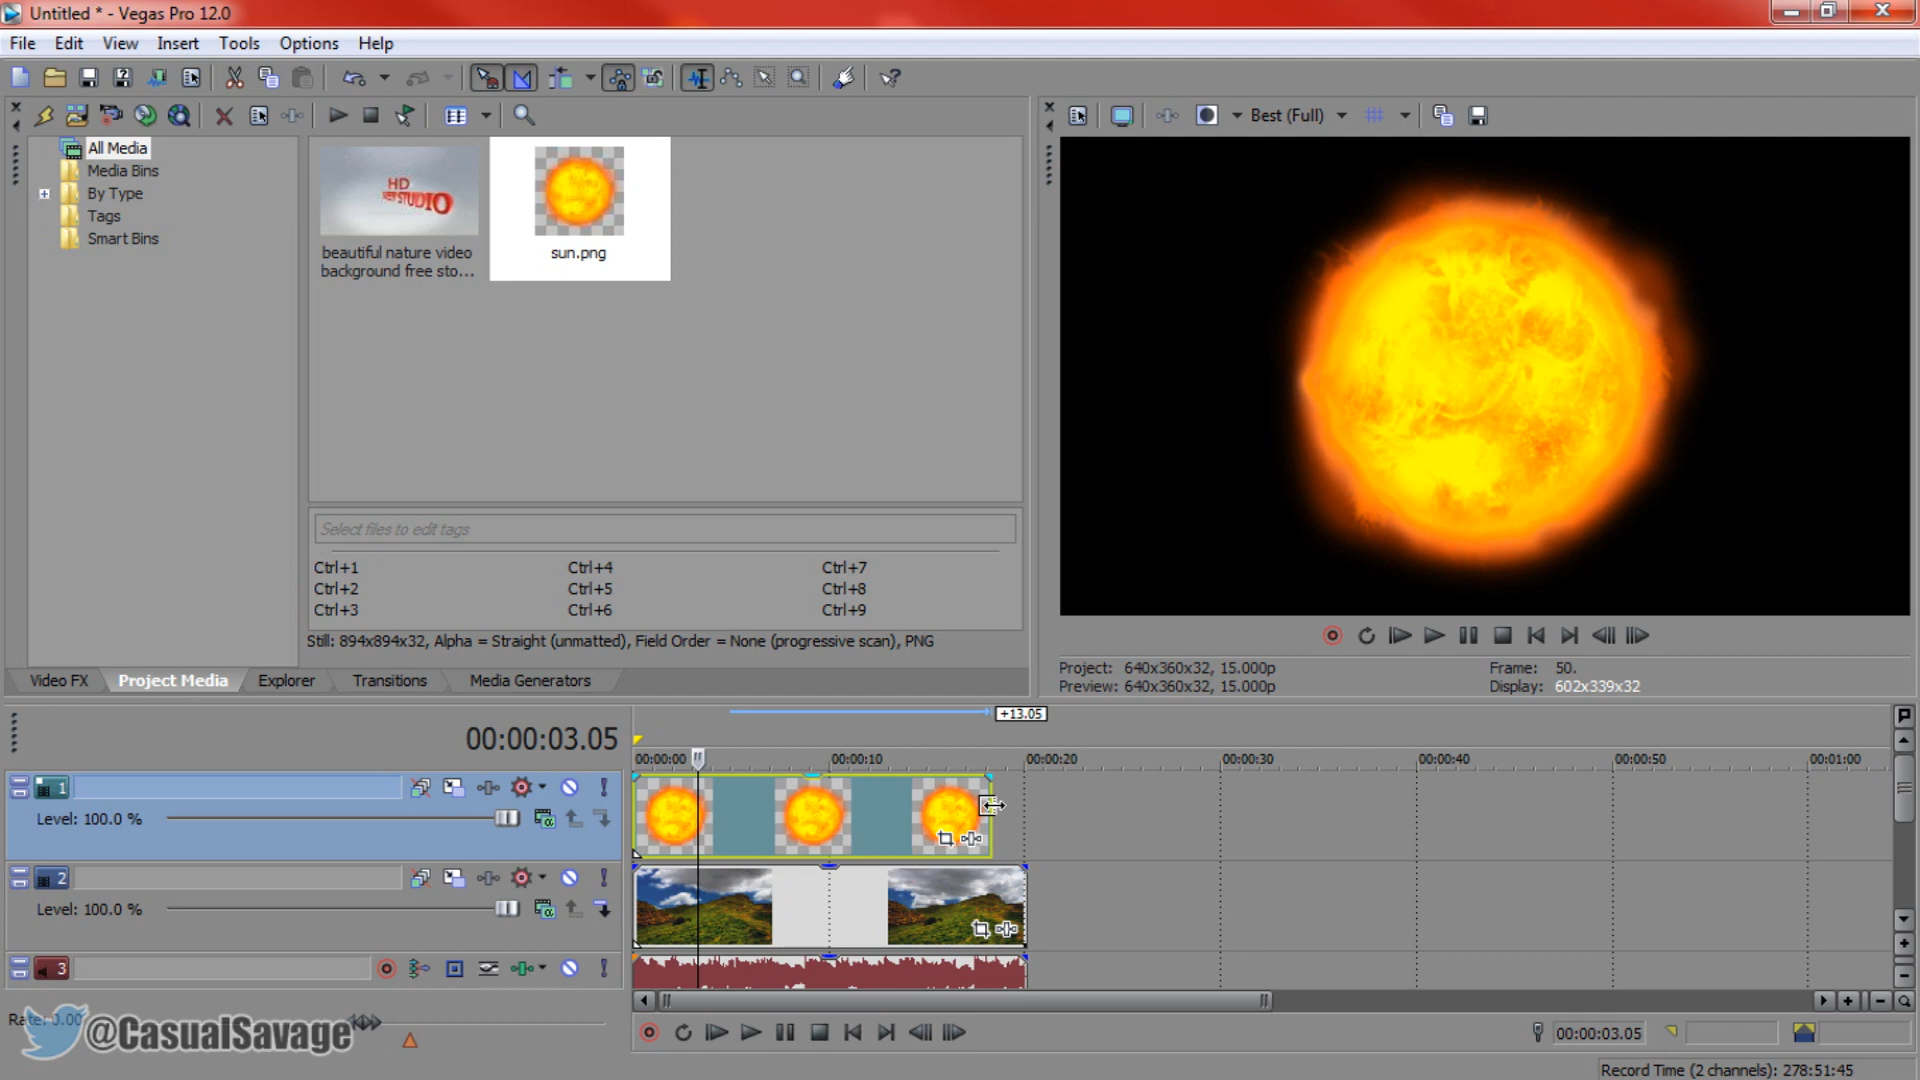 Untitled * - Vegas Pro 12.0
File Edit View Insert Tools Options Help
Best (Full)
All Media
Media Bins
By Type
Tags
Smart Bins
HD
STUDIO
beautiful nature video
background free sto...
sun.png
Select files to edit tags
Ctrl+1 Ctrl+4 Ctrl+7
Ctrl+2 Ctrl+5 Ctrl+8
Ctrl+3 Ctrl+6 Ctrl+9
Still: 894x894x32, Alpha = Straight (unmatted), Field Order = None (progressive scan), PNG
Video FX Project Media Explorer Transitions Media Generators
Project: 640x360x32, 15.000p Frame: 50.
Preview: 640x360x32, 15.000p Display: 602x339x32
+13.05
00:00:03.05
00:00:00 00:00:10 00:00:20 00:00:30 00:00:40 00:00:50 00:01:00
1
Level: 100.0 %
2
Level: 100.0 %
3
Rate: 0.00
@CasualSavage
00:00:03.05
Record Time (2 channels): 278:51:45